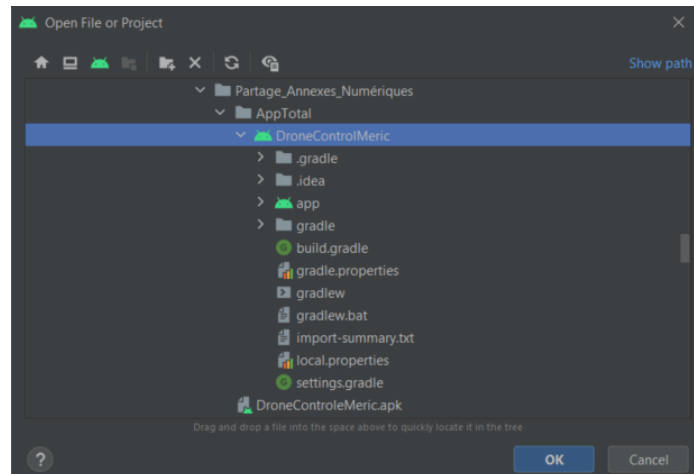 Open File or Project
Show path
Partage_Annexes_Numériques
AppTotal
DroneControlMeric
.gradle
.idea
app
gradle
build.gradle
gradle.properties
gradlew
gradlew.bat
import-summary.txt
local.properties
settings.gradle
DroneControleMeric.apk
Drag and drop a file into the space above to quickly locate it in the tree
? OK Cancel